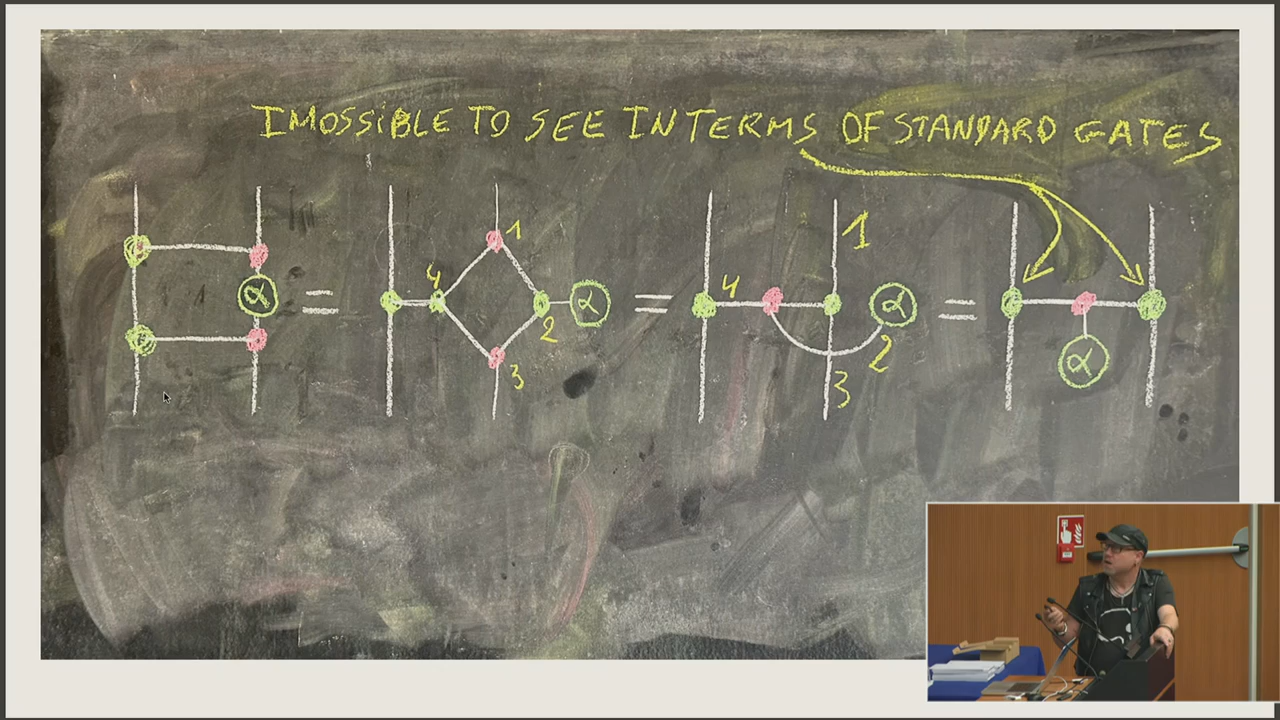 IMOSSIBLE TO SEE IN TERMS OF STANDARD GATES
α = 4 1 2 3 α = 4 1 2 3 α = α